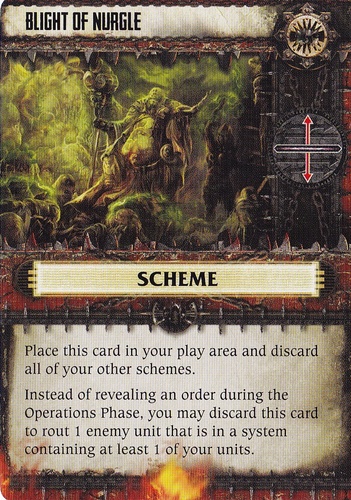 BLIGHT OF NURGLE
SCHEME
Place this card in your play area and discard
all of your other schemes.
Instead of revealing an order during the
Operations Phase, you may discard this card
to rout 1 enemy unit that is in a system
containing at least 1 of your units.